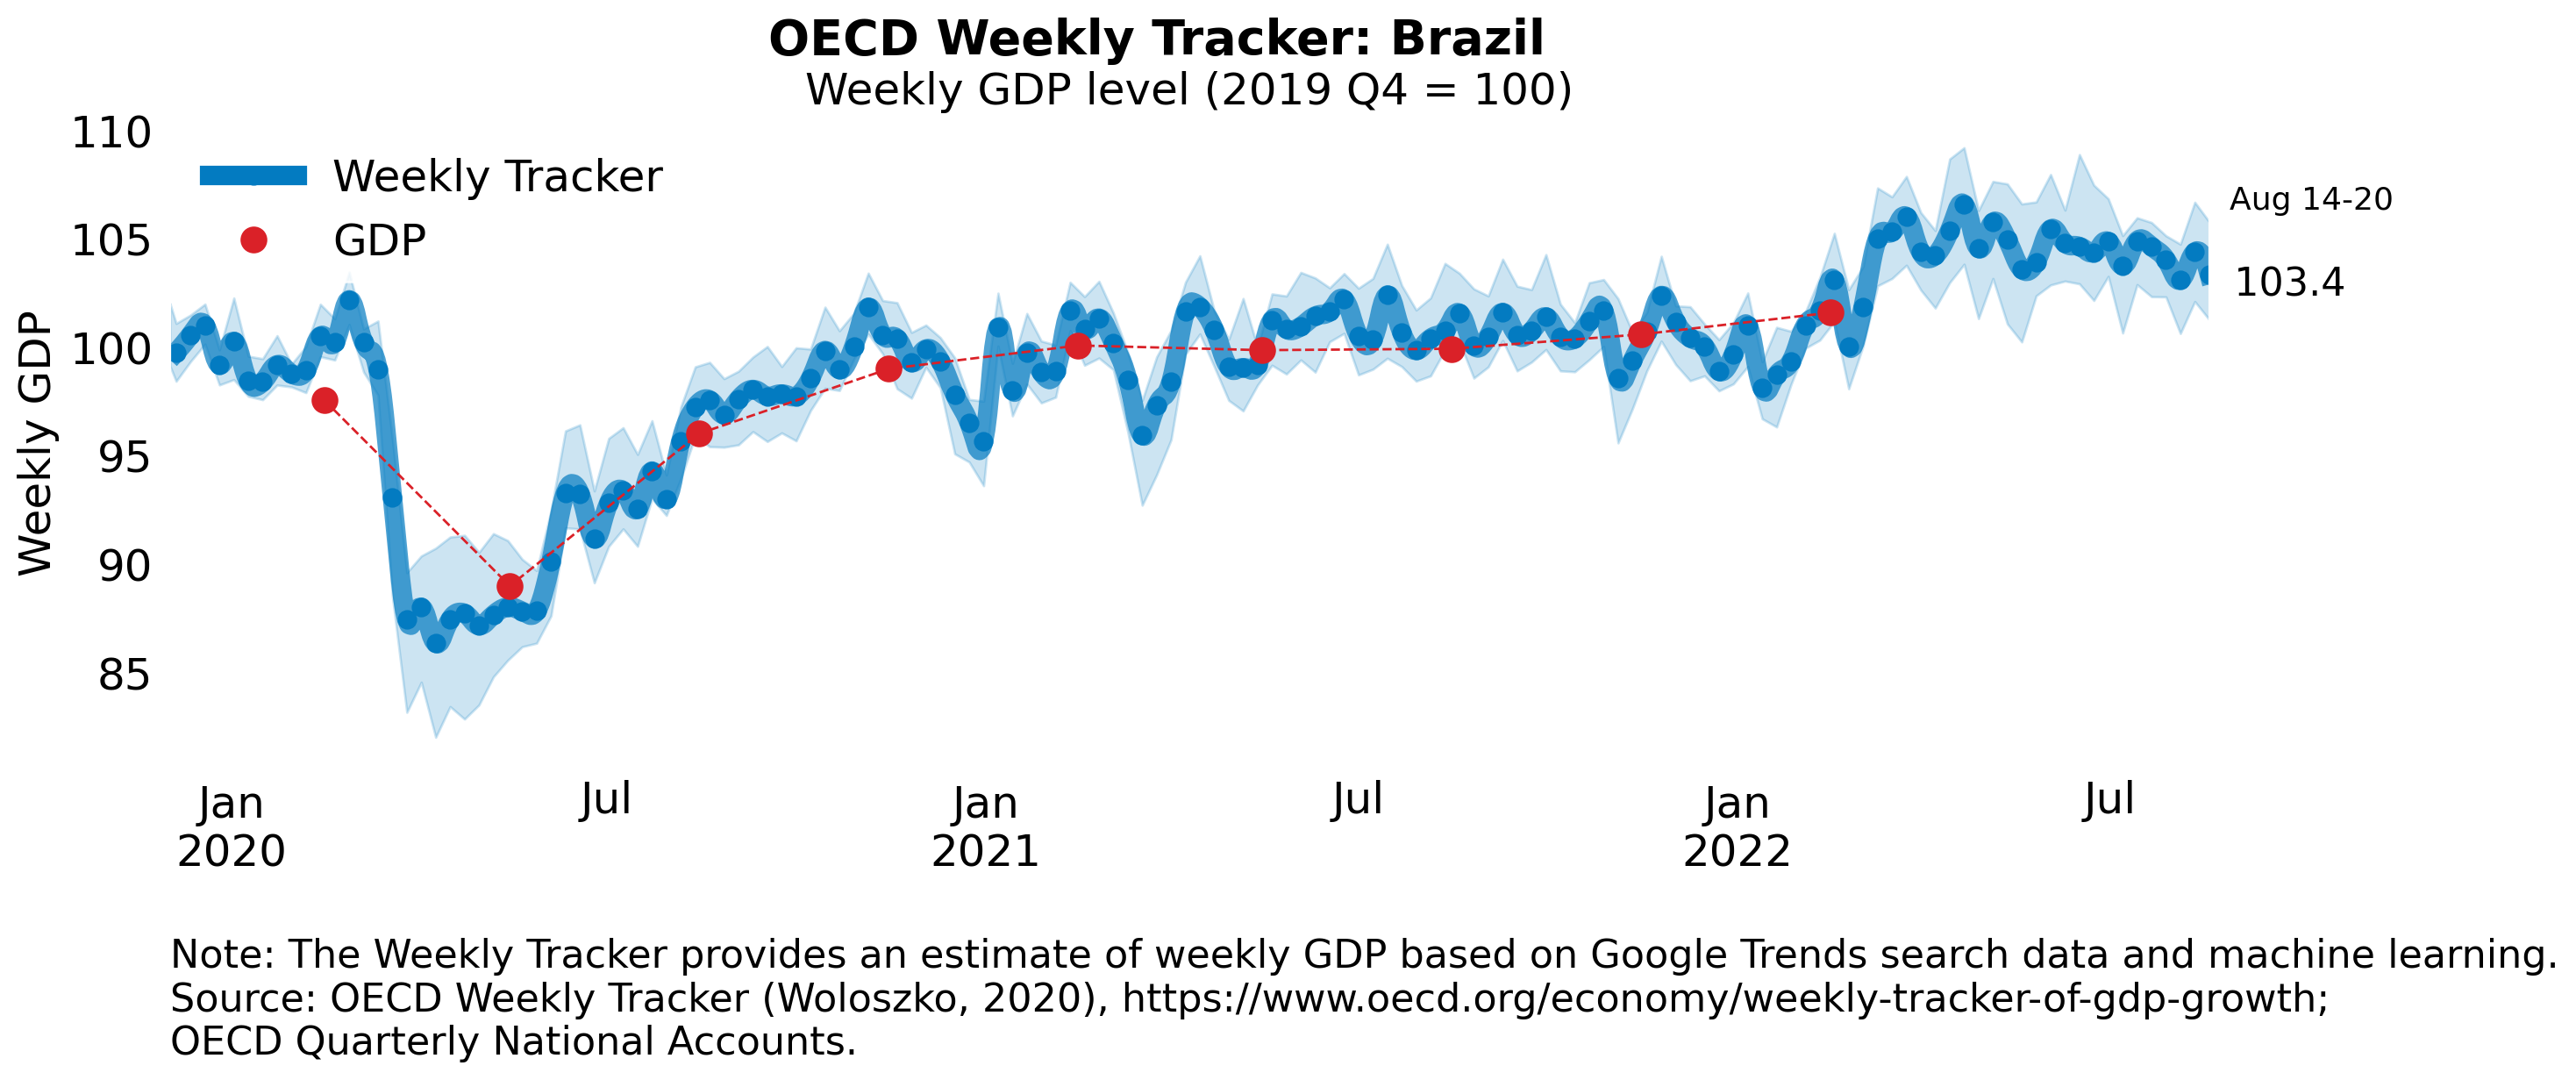 OECD Weekly Tracker: Brazil
Weekly GDP level (2019 Q4 = 100)
110
105
100
95
90
85
Weekly GDP
Weekly Tracker
GDP
Aug 14-20
103.4
Jan
2020
Jul
Jan
2021
Jul
Jan
2022
Jul
Note: The Weekly Tracker provides an estimate of weekly GDP based on Google Trends search data and machine learning.
Source: OECD Weekly Tracker (Woloszko, 2020), https://www.oecd.org/economy/weekly-tracker-of-gdp-growth;
OECD Quarterly National Accounts.